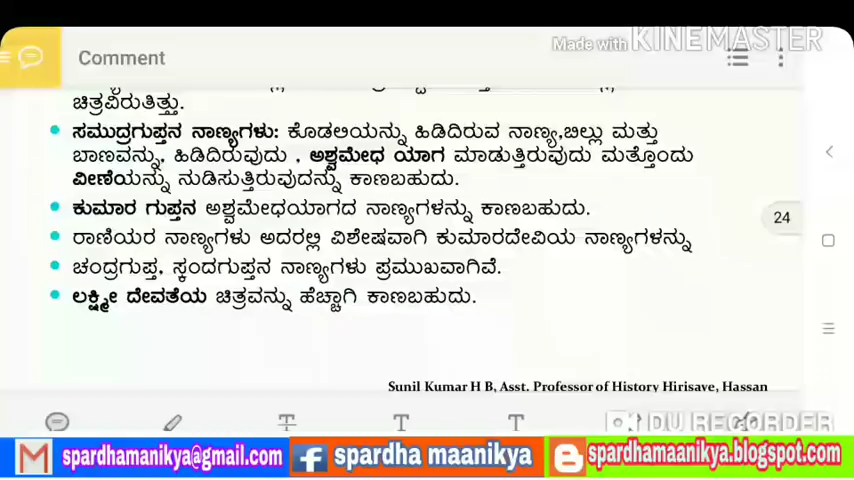 Made with KINEMASTER
Comment
ಚಿತ್ರವಿರುತಿತ್ತು.
ಸಮುದ್ರಗುಪ್ತನ ನಾಣ್ಯಗಳು: ಕೊಡಲಿಯನ್ನು ಹಿಡಿದಿರುವ ನಾಣ್ಯ,ಬಿಲ್ಲು ಮತ್ತು
ಬಾಣವನ್ನು, ಹಿಡಿದಿರುವುದು , ಅಶ್ವಮೇಧ ಯಾಗ ಮಾಡುತ್ತಿರುವುದು ಮತ್ತೊಂದು
ವೀಣೆಯನ್ನು ನುಡಿಸುತ್ತಿರುವುದನ್ನು ಕಾಣಬಹುದು.
ಕುಮಾರ ಗುಪ್ತನ ಅಶ್ವಮೇಧಯಾಗದ ನಾಣ್ಯಗಳನ್ನು ಕಾಣಬಹುದು.
24
ರಾಣಿಯರ ನಾಣ್ಯಗಳು ಅದರಲ್ಲಿ ವಿಶೇಷವಾಗಿ ಕುಮಾರದೇವಿಯ ನಾಣ್ಯಗಳನ್ನು
ಚಂದ್ರಗುಪ್ತ, ಸ್ಕಂದಗುಪ್ತನ ನಾಣ್ಯಗಳು ಪ್ರಮುಖವಾಗಿವೆ.
ಲಕ್ಷ್ಮೀ ದೇವತೆಯ ಚಿತ್ರವನ್ನು ಹೆಚ್ಚಾಗಿ ಕಾಣಬಹುದು.
Sunil Kumar H B, Asst. Professor of History Hirisave, Hassan
DU RECORDER
spardhamanikya@gmail.com spardha maanikya spardhamaanikya.blogspot.com